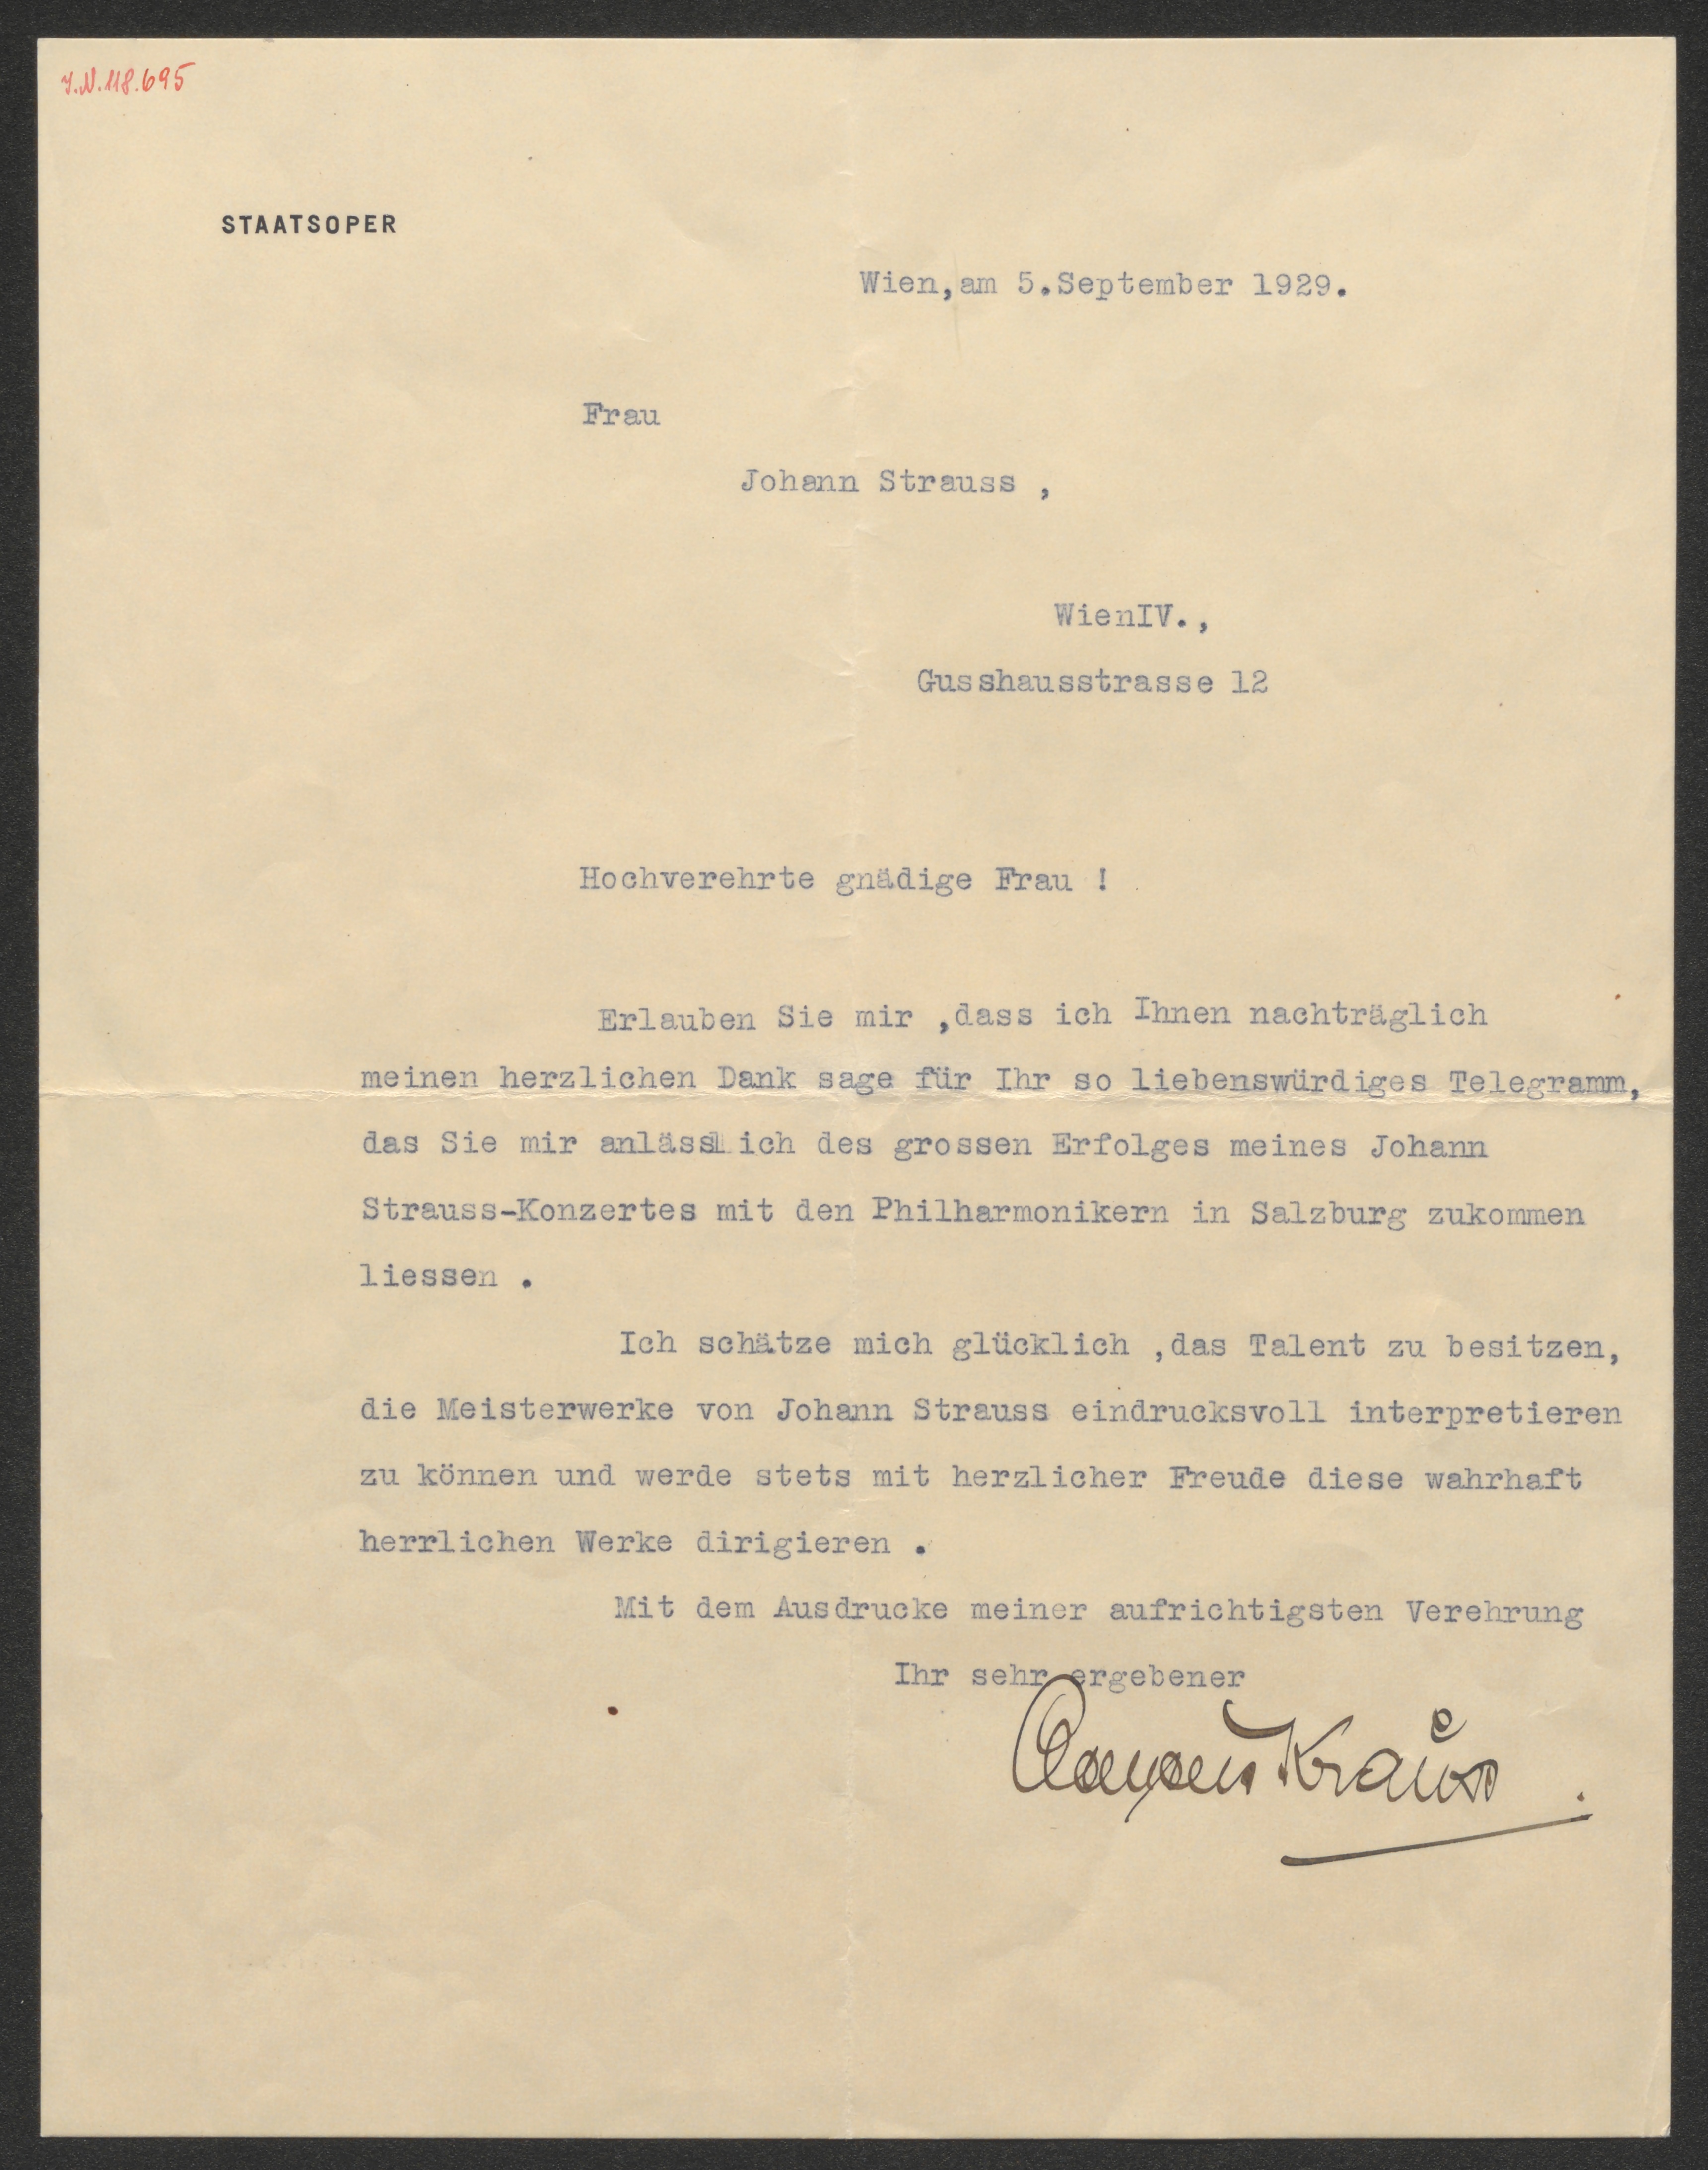 J.N.118.695
STAATSOPER
Wien,am 5.September 1929.
Frau
Johann Strauss ,
WienIV.,
Gusshausstrasse 12
Hochverehrte gnädige Frau !
Erlauben Sie mir ,dass ich Ihnen nachträglich
meinen herzlichen Dank sage für Ihr so liebenswürdiges Telegramm,
das Sie mir anlässlich des grossen Erfolges meines Johann
Strauss-Konzertes mit den Philharmonikern in Salzburg zukommen
liessen .
Ich schätze mich glücklich ,das Talent zu besitzen,
die Meisterwerke von Johann Strauss eindrucksvoll interpretieren
zu können und werde stets mit herzlicher Freude diese wahrhaft
herrlichen Werke dirigieren .
Mit dem Ausdrucke meiner aufrichtigsten Verehrung
Ihr sehr ergebener
Clemens Krauss